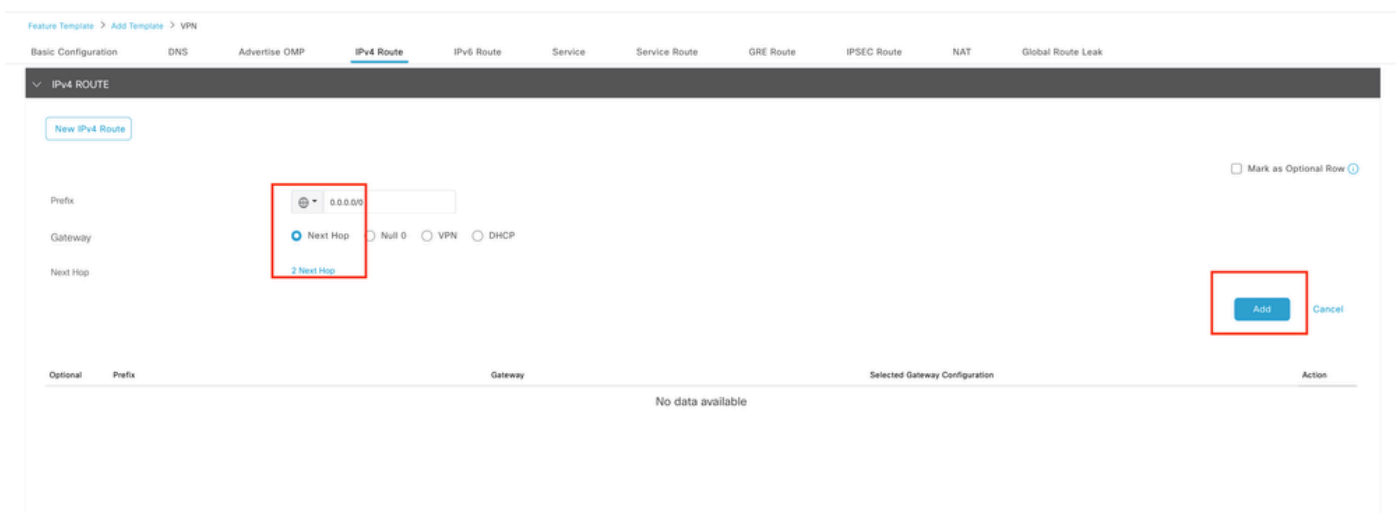 Feature Template > Add Template > VPN
Basic Configuration DNS Advertise OMP IPv4 Route IPv6 Route Service Service Route GRE Route IPSEC Route NAT Global Route Leak
IPv4 ROUTE
New IPv4 Route
Mark as Optional Row
Prefix 0.0.0.0/0
Gateway Next Hop Null 0 VPN DHCP
Next Hop 2 Next Hop
Add Cancel
Optional Prefix Gateway Selected Gateway Configuration Action
No data available